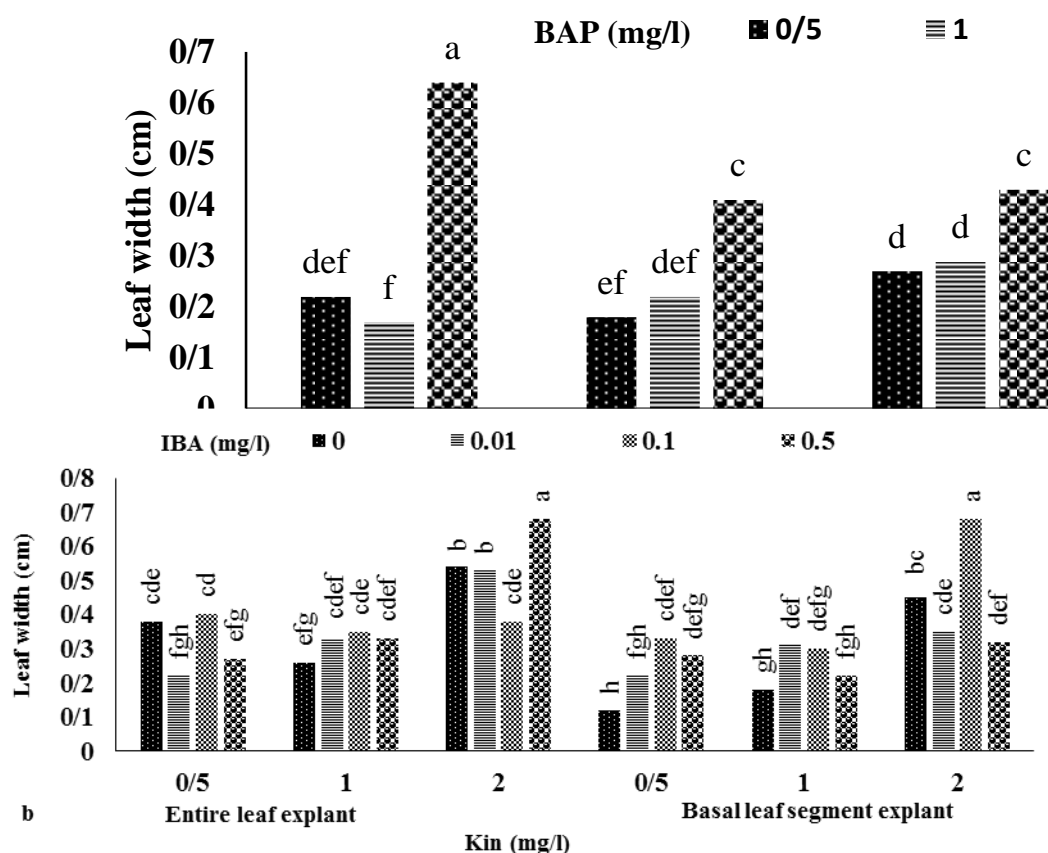 BAP (mg/l) 0/5 1
Leaf width (cm)
0/7
0/6
0/5
0/4
0/3
0/2
0/1
0
def f a
ef def c
d d c
IBA (mg/l) 0 0.01 0.1 0.5
Leaf width (cm)
0/8
0/7
0/6
0/5
0/4
0/3
0/2
0/1
0
cde fgh cd efg
efg cdef cde cdef
b b cde a
h fgh cdef defg
gh def defg fgh
bc cde a def
0/5 1 2 0/5 1 2
b Entire leaf explant Basal leaf segment explant
Kin (mg/l)